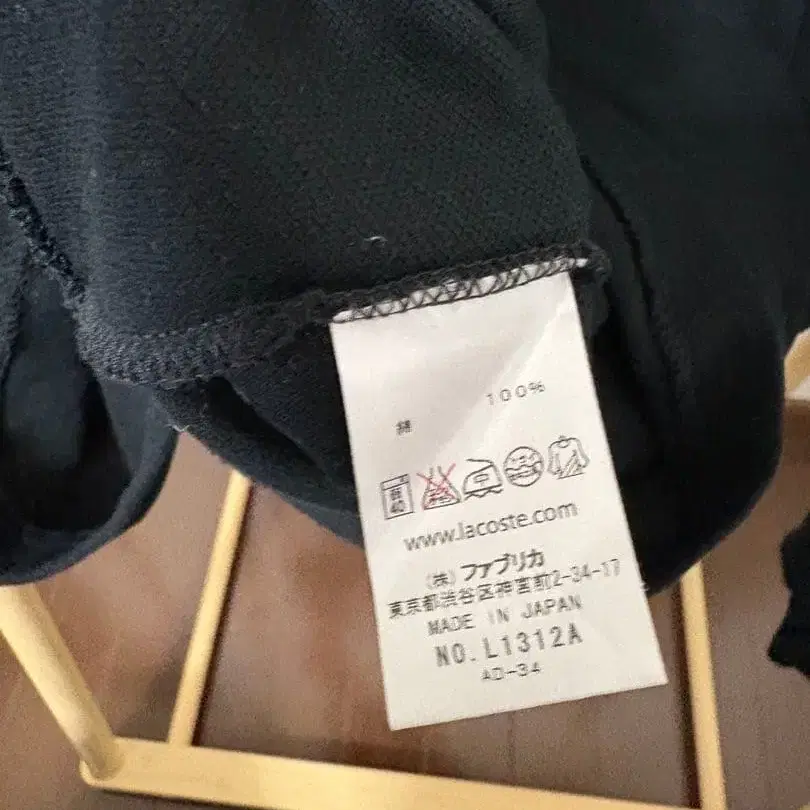 綿 100%
弱 40
www.lacoste.com
(株) ファブリカ
東京都渋谷区神宮前2-34-17
MADE IN JAPAN
NO.L1312A
AD-34